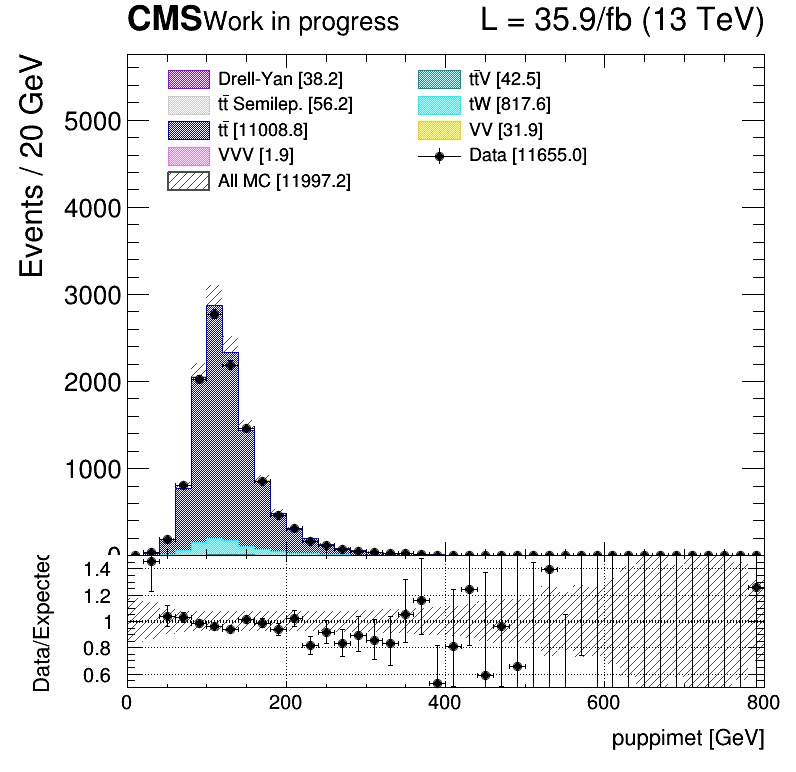 CMS Work in progress L = 35.9/fb (13 TeV)
Events / 20 GeV
Drell-Yan [38.2]
tt̄ Semilep. [56.2]
tt̄ [11008.8]
VVV [1.9]
All MC [11997.2]
tt̄V [42.5]
tW [817.6]
VV [31.9]
Data [11655.0]
5000
4000
3000
2000
1000
0
Data/Expected
1.4
1.2
1
0.8
0.6
0 200 400 600 800
puppimet [GeV]